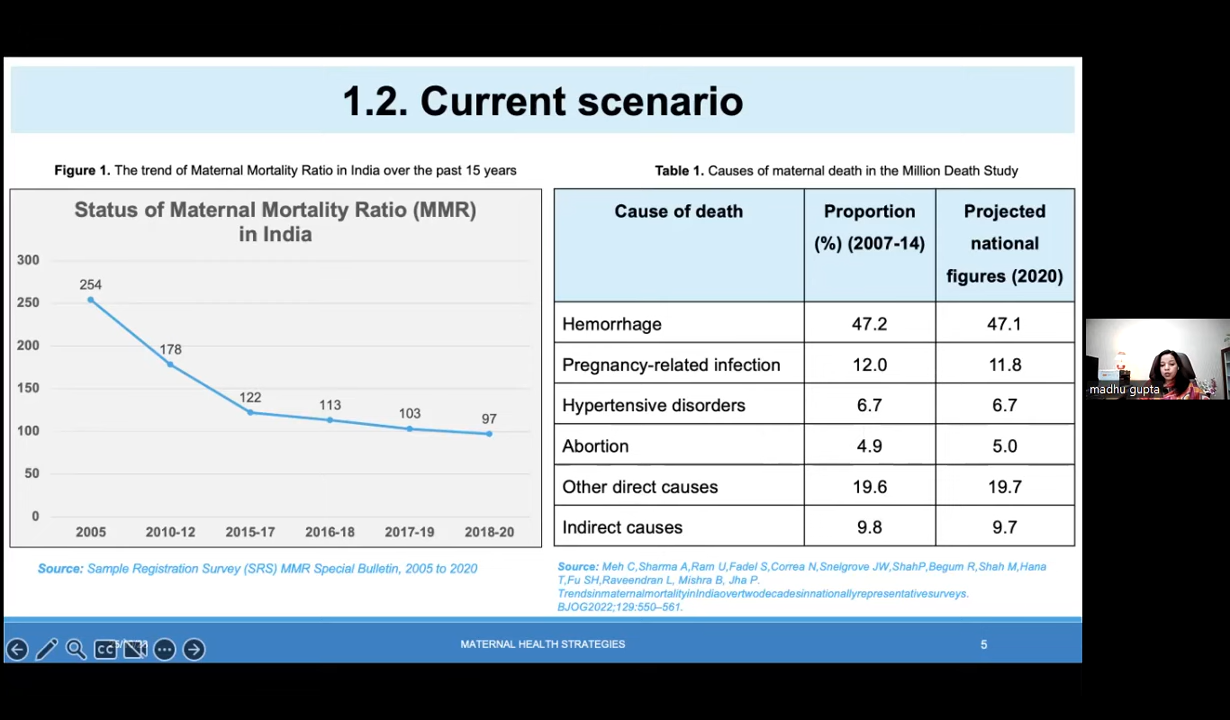 1.2. Current scenario
Figure 1. The trend of Maternal Mortality Ratio in India over the past 15 years
Status of Maternal Mortality Ratio (MMR)
in India
300
250
200
150
100
50
0
254
178
122
113
103
97
2005 2010-12 2015-17 2016-18 2017-19 2018-20
Source: Sample Registration Survey (SRS) MMR Special Bulletin, 2005 to 2020
Table 1. Causes of maternal death in the Million Death Study
Cause of death Proportion Projected
(%) (2007-14) national
figures (2020)
Hemorrhage 47.2 47.1
Pregnancy-related infection 12.0 11.8
Hypertensive disorders 6.7 6.7
Abortion 4.9 5.0
Other direct causes 19.6 19.7
Indirect causes 9.8 9.7
Source: Meh C,Sharma A,Ram U,Fadel S,Correa N,Snelgrove JW,ShahP,Begum R,Shah M,Hana
T,Fu SH,Raveendran L, Mishra B, Jha P.
TrendsinmaternalmortalityinIndiaovertwodecadesinnationallyrepresentativesurveys.
BJOG2022;129:550–561.
madhu gupta
CC
MATERNAL HEALTH STRATEGIES
5